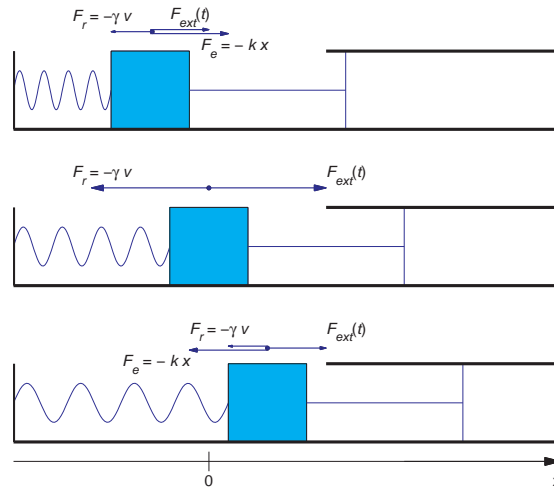 F_r = −γ v F_ext(t)
F_e = − k x
F_r = −γ v F_ext(t)
F_r = −γ v F_ext(t)
F_e = − k x
0